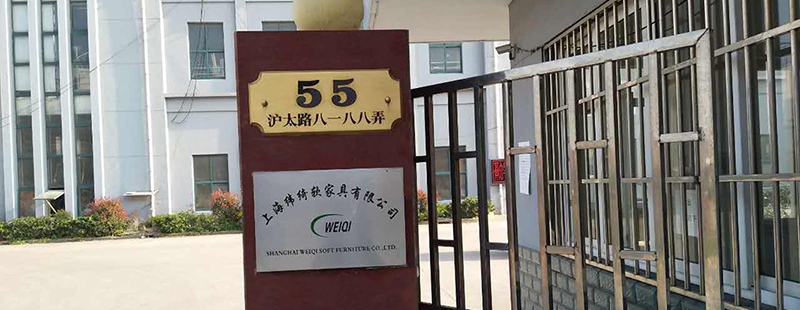 55
沪太路八一八八弄
上海伟绮软家具有限公司
WEIQI
SHANGHAI WEIQI SOFT FURNITURE CO.,LTD.